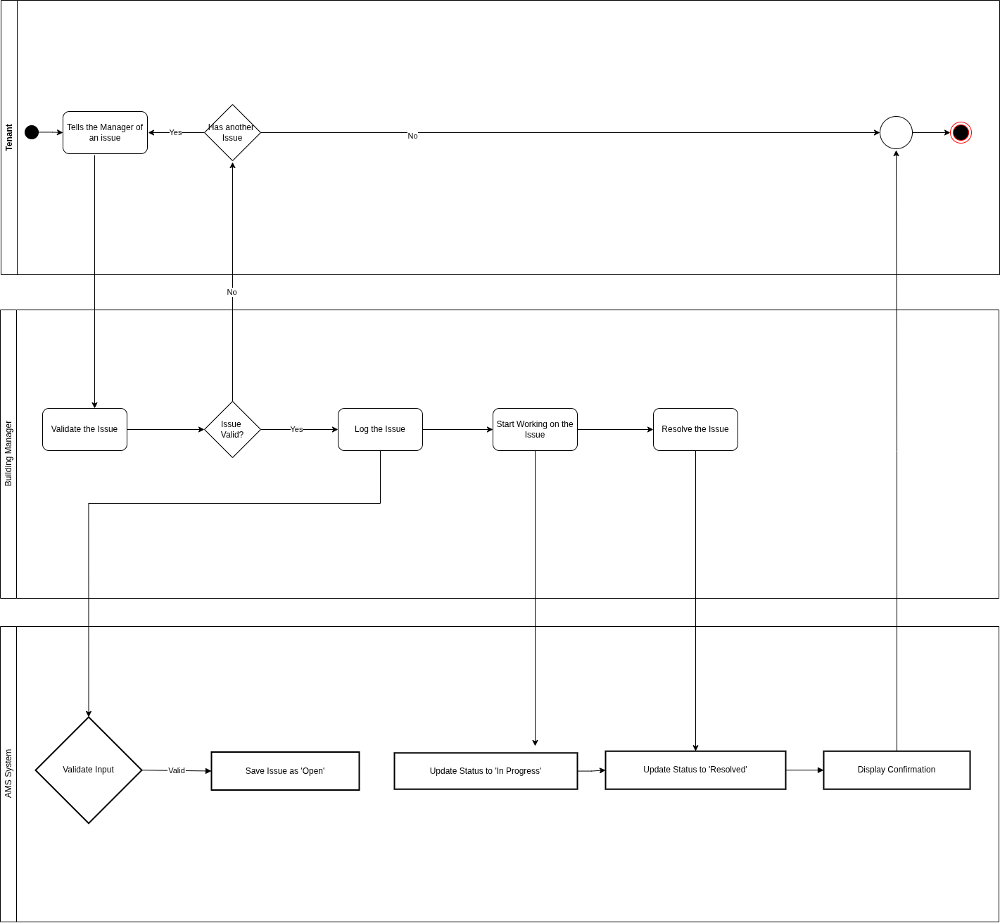 Tenant
Tells the Manager of
an issue
Yes
Has another
Issue
No
No
Building Manager
Validate the Issue
Issue
Valid?
Yes
Log the Issue
Start Working on the
Issue
Resolve the Issue
AMS System
Validate Input
Valid
Save Issue as 'Open'
Update Status to 'In Progress'
Update Status to 'Resolved'
Display Confirmation